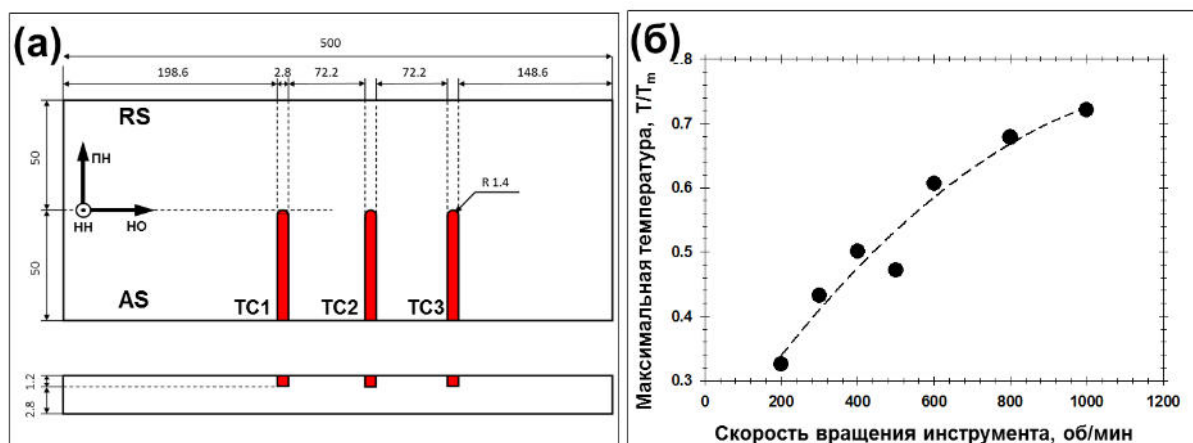 (а)
500
198.6 2.8 72.2 72.2 148.6
RS
50
ПН
R 1.4
НН НО
50
AS TC1 TC2 TC3
1.2
2.8
(б)
Максимальная температура, T/Tm
0.8
0.7
0.6
0.5
0.4
0.3
0 200 400 600 800 1000 1200
Скорость вращения инструмента, об/мин